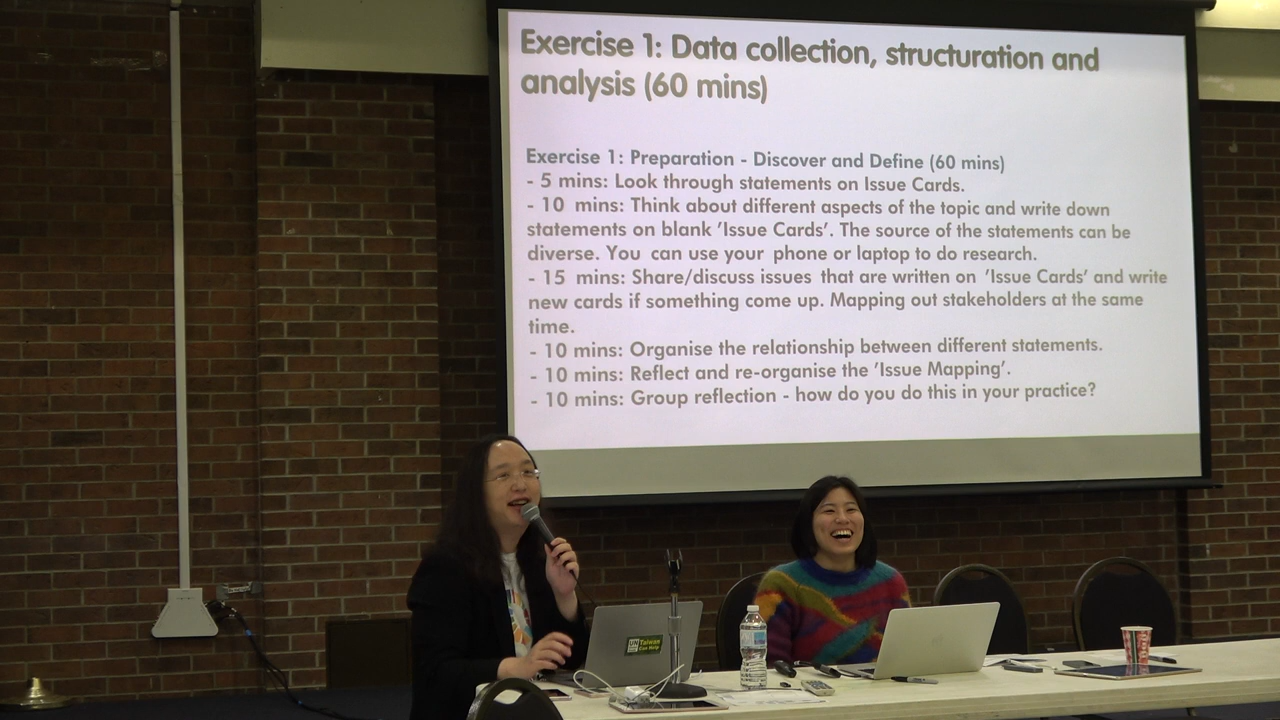 Exercise 1: Data collection, structuration and
analysis (60 mins)
Exercise 1: Preparation - Discover and Define (60 mins)
- 5 mins: Look through statements on Issue Cards.
- 10 mins: Think about different aspects of the topic and write down
statements on blank 'Issue Cards'. The source of the statements can be
diverse. You can use your phone or laptop to do research.
- 15 mins: Share/discuss issues that are written on 'Issue Cards' and write
new cards if something come up. Mapping out stakeholders at the same
time.
- 10 mins: Organise the relationship between different statements.
- 10 mins: Reflect and re-organise the 'Issue Mapping'.
- 10 mins: Group reflection - how do you do this in your practice?
UN Taiwan
Can Help